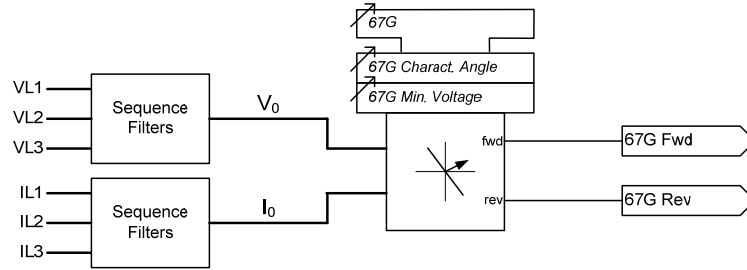 67G
67G Charact. Angle
67G Min. Voltage
VL1
VL2
VL3
Sequence
Filters
V0
fwd
67G Fwd
IL1
IL2
IL3
Sequence
Filters
I0
rev
67G Rev